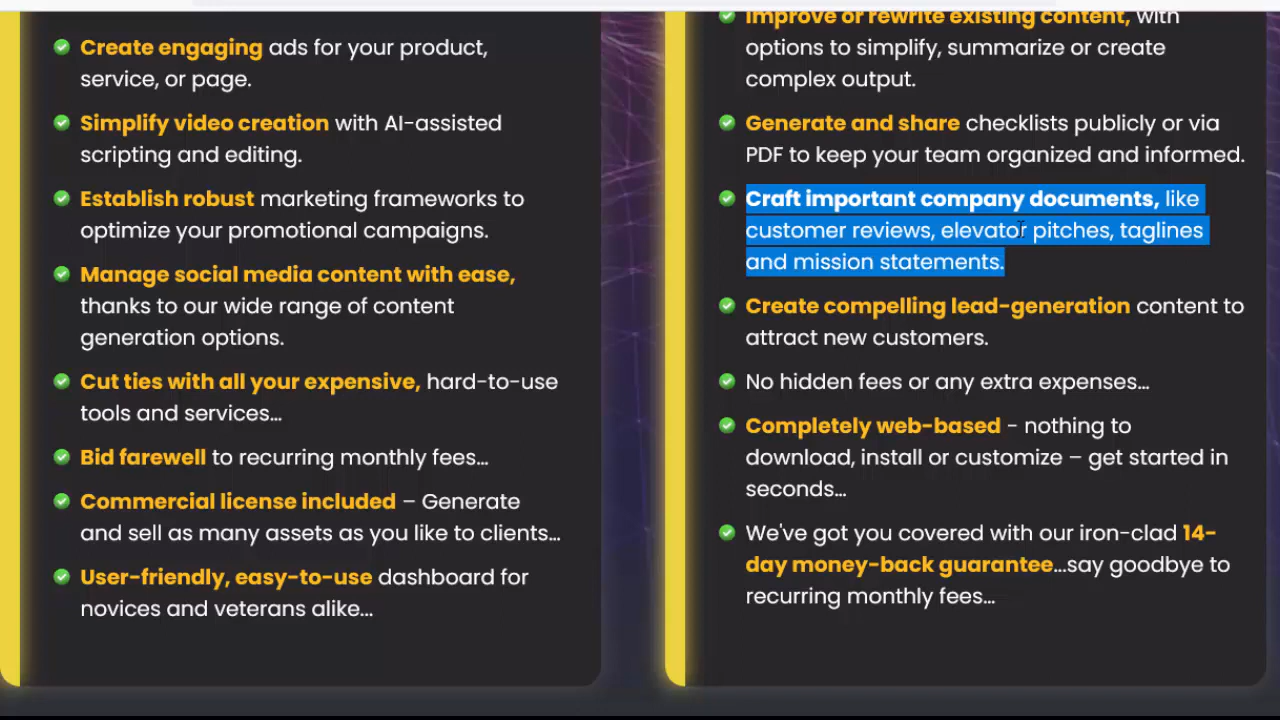 Create engaging ads for your product,
service, or page.
Simplify video creation with AI-assisted
scripting and editing.
Establish robust marketing frameworks to
optimize your promotional campaigns.
Manage social media content with ease,
thanks to our wide range of content
generation options.
Cut ties with all your expensive, hard-to-use
tools and services...
Bid farewell to recurring monthly fees...
Commercial license included – Generate
and sell as many assets as you like to clients...
User-friendly, easy-to-use dashboard for
novices and veterans alike...
Improve or rewrite existing content, with
options to simplify, summarize or create
complex output.
Generate and share checklists publicly or via
PDF to keep your team organized and informed.
Craft important company documents, like
customer reviews, elevator pitches, taglines
and mission statements.
Create compelling lead-generation content to
attract new customers.
No hidden fees or any extra expenses...
Completely web-based - nothing to
download, install or customize – get started in
seconds...
We've got you covered with our iron-clad 14-
day money-back guarantee...say goodbye to
recurring monthly fees...